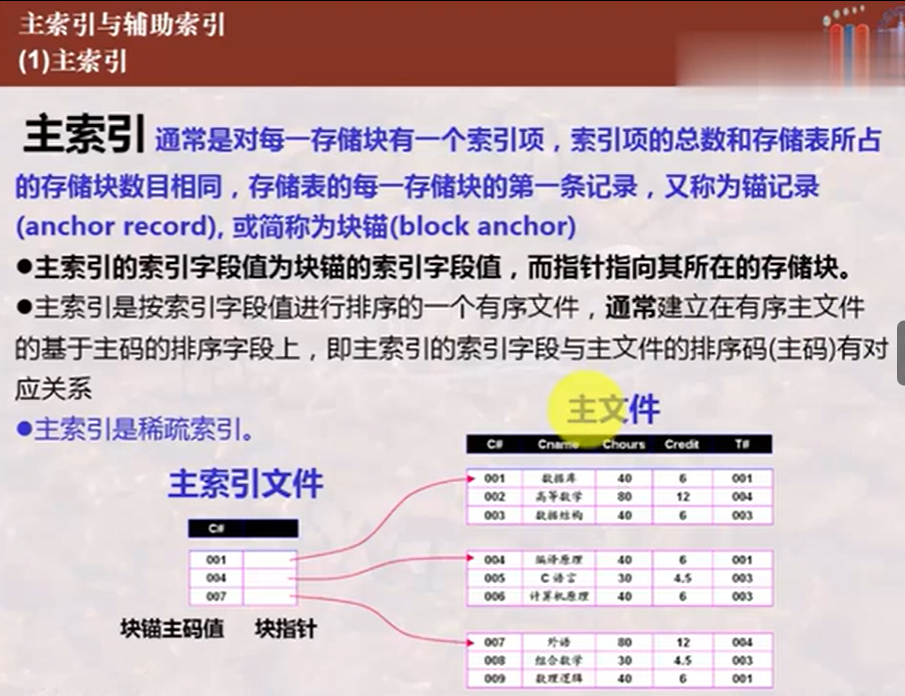 主索引与辅助索引
(1)主索引
主索引 通常是对每一存储块有一个索引项，索引项的总数和存储表所占
的存储块数目相同，存储表的每一存储块的第一条记录，又称为锚记录
(anchor record), 或简称为块锚(block anchor)
●主索引的索引字段值为块锚的索引字段值，而指针指向其所在的存储块。
●主索引是按索引字段值进行排序的一个有序文件，通常建立在有序主文件
的基于主码的排序字段上，即主索引的索引字段与主文件的排序码(主码)有对
应关系
●主索引是稀疏索引。
主索引文件
C#
001
004
007
块锚主码值 块指针
主文件
C# Cname Chours Credit T#
001 数据库 40 6 001
002 高等数学 80 12 004
003 数据结构 40 6 003
004 编译原理 40 6 001
005 C 语言 30 4.5 003
006 计算机原理 40 6 003
007 外语 80 12 004
008 组合数学 30 4.5 003
009 数理逻辑 40 6 001